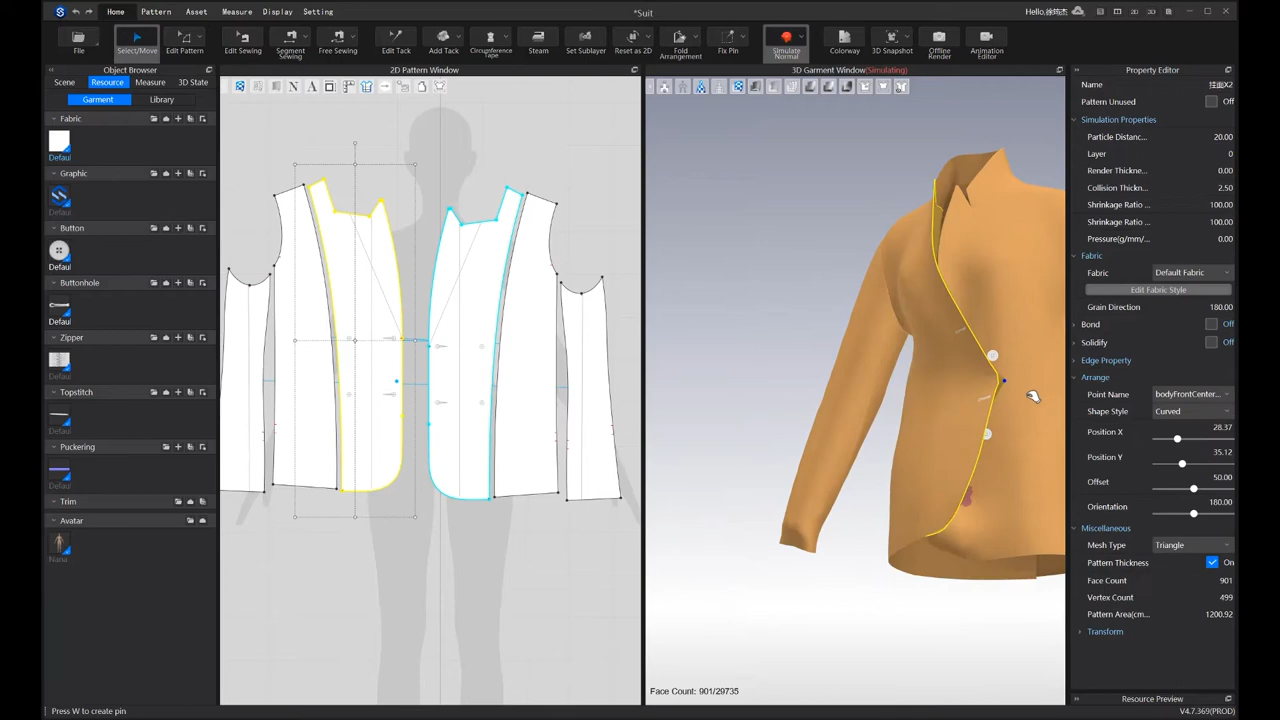 Home Pattern Asset Measure Display Setting
*Suit
Hello,徐筠杰
File
Select/Move
Edit Pattern
Edit Sewing
Segment Sewing
Free Sewing
Edit Tack
Add Tack
Circumference Tape
Steam
Set Sublayer
Reset as 2D
Fold Arrangement
Fix Pin
Simulate Normal
Colorway
3D Snapshot
Offline Render
Animation Editor
Object Browser
2D Pattern Window
3D Garment Window(Simulating)
Property Editor
Scene Resource Measure 3D State
Garment Library
Fabric
Defaul
Graphic
Defaul
Button
Defaul
Buttonhole
Defaul
Zipper
Defaul
Topstitch
Defaul
Puckering
Defaul
Trim
Avatar
Nana
Face Count: 901/29735
Name 挂面X2
Pattern Unused Off
Simulation Properties
Particle Distanc... 20.00
Layer 0
Render Thickne... 0.00
Collision Thickn... 2.50
Shrinkage Ratio ... 100.00
Shrinkage Ratio ... 100.00
Pressure(g/mm/... 0.00
Fabric
Fabric Default Fabric
Edit Fabric Style
Grain Direction 180.00
Bond Off
Solidify Off
Edge Property
Arrange
Point Name bodyFrontCenter...
Shape Style Curved
Position X 28.37
Position Y 35.12
Offset 50.00
Orientation 180.00
Miscellaneous
Mesh Type Triangle
Pattern Thickness On
Face Count 901
Vertex Count 499
Pattern Area(cm... 1200.92
Transform
Resource Preview
Press W to create pin
V4.7.369(PROD)